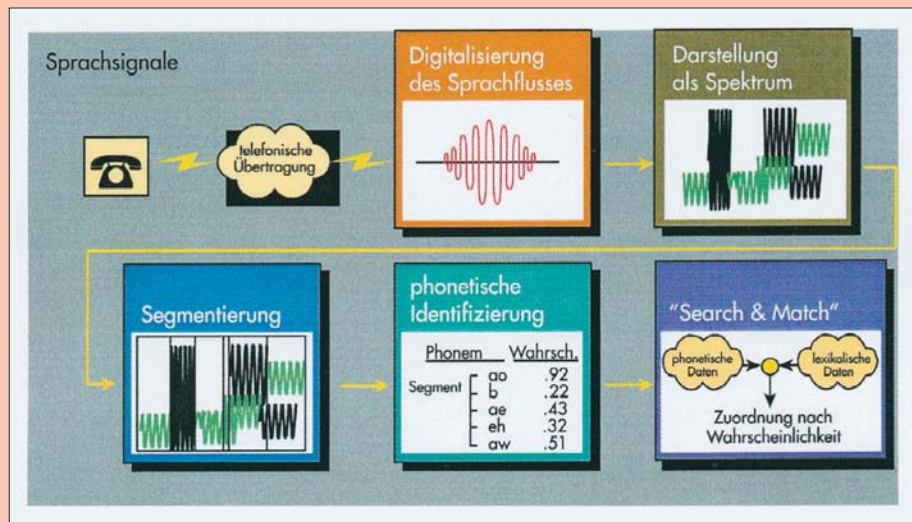 Sprachsignale
telefonische
Übertragung
Digitalisierung
des Sprachflusses
Darstellung
als Spektrum
Segmentierung
phonetische
Identifizierung
Phonem Wahrsch.
Segment
ao .92
b .22
ae .43
eh .32
aw .51
"Search & Match"
phonetische
Daten
lexikalische
Daten
Zuordnung nach
Wahrscheinlichkeit